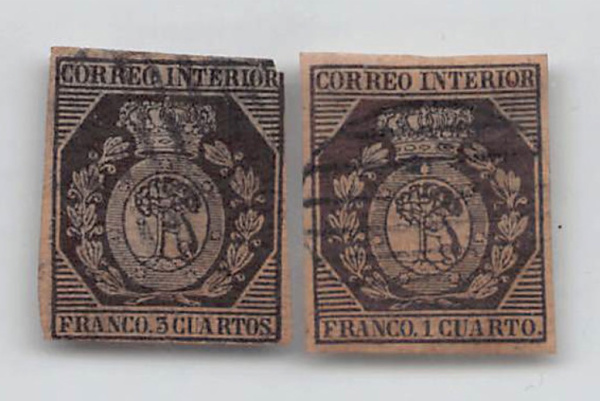 CORREO INTERIOR
FRANCO.3 CUARTOS.
CORREO INTERIOR
FRANCO.1 CUARTO.